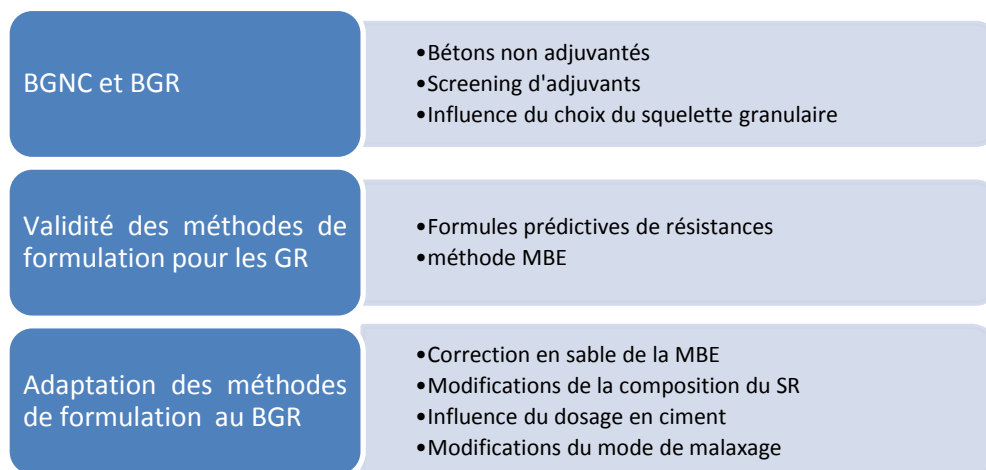 BGNC et BGR
•Bétons non adjuvantés
•Screening d'adjuvants
•Influence du choix du squelette granulaire
Validité des méthodes de
formulation pour les GR
•Formules prédictives de résistances
•méthode MBE
Adaptation des méthodes
de formulation au BGR
•Correction en sable de la MBE
•Modifications de la composition du SR
•Influence du dosage en ciment
•Modifications du mode de malaxage